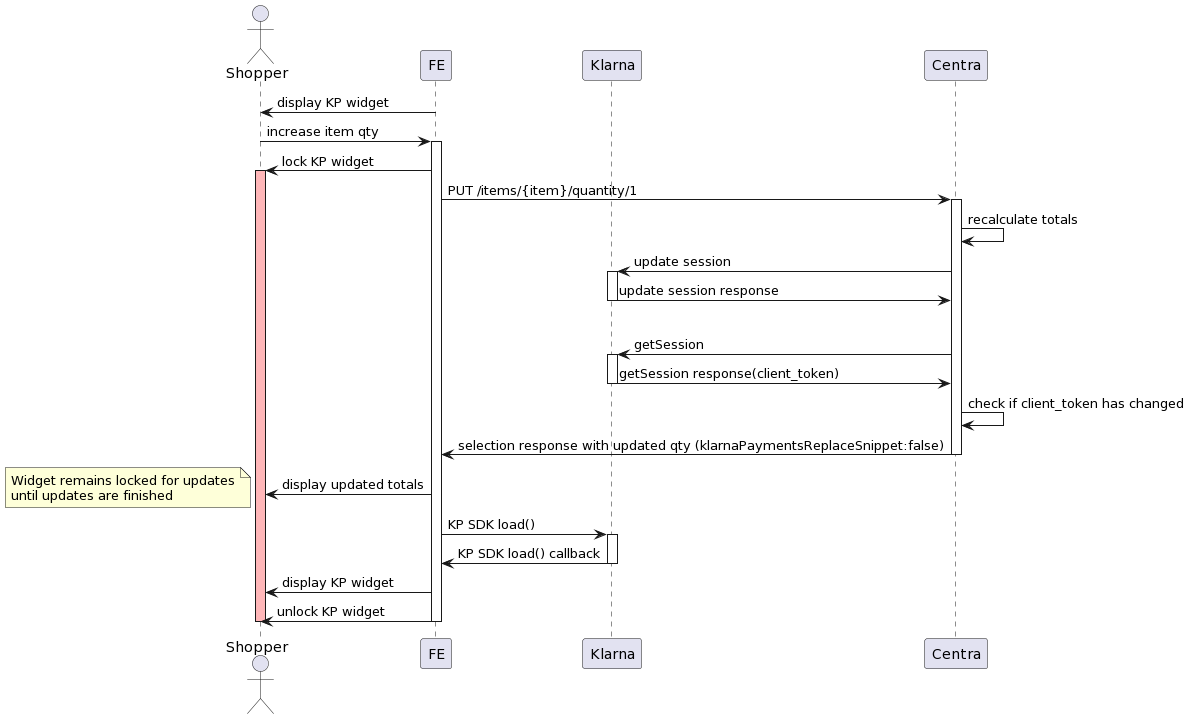 Shopper
FE
Klarna
Centra
display KP widget
increase item qty
lock KP widget
PUT /items/{item}/quantity/1
recalculate totals
update session
update session response
getSession
getSession response(client_token)
check if client_token has changed
selection response with updated qty (klarnaPaymentsReplaceSnippet:false)
Widget remains locked for updates
until updates are finished
display updated totals
KP SDK load()
KP SDK load() callback
display KP widget
unlock KP widget
Shopper
FE
Klarna
Centra